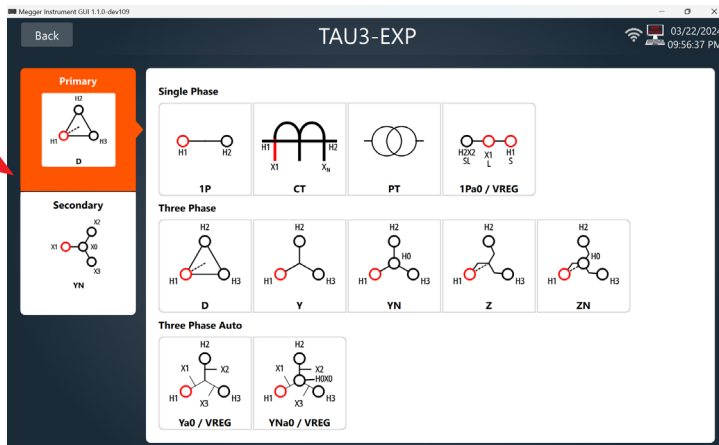 Megger Instrument GUI 1.1.0-dev109
Back
TAU3-EXP
03/22/2024
09:56:37 PM
Primary
H2
H1
H3
D
Secondary
X2
X1
X0
X3
YN
Single Phase
H1 H2
1P
H1 H2
X1 XN
CT
PT
H2X2 X1 H1
SL L S
1Pa0 / VREG
Three Phase
H2
H1 H3
D
H2
H1 H3
Y
H2
H0
H1 H3
YN
H2
H1 H3
Z
H2
H0
H1 H3
ZN
Three Phase Auto
H2
X1 X2
H1 H3
X3
Ya0 / VREG
H2
X1 X2
H0X0
H1 H3
X3
YNa0 / VREG